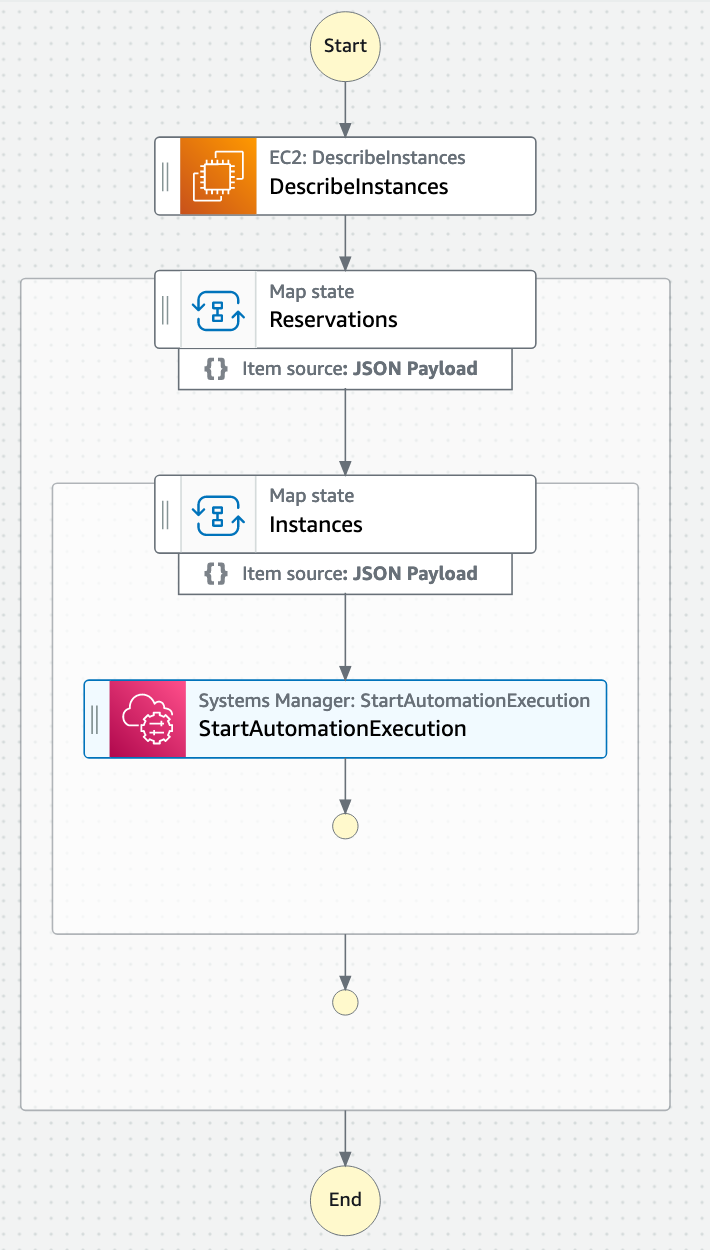 Start
EC2: DescribeInstances
DescribeInstances
Map state
Reservations
{} Item source: JSON Payload
Map state
Instances
{} Item source: JSON Payload
Systems Manager: StartAutomationExecution
StartAutomationExecution
End